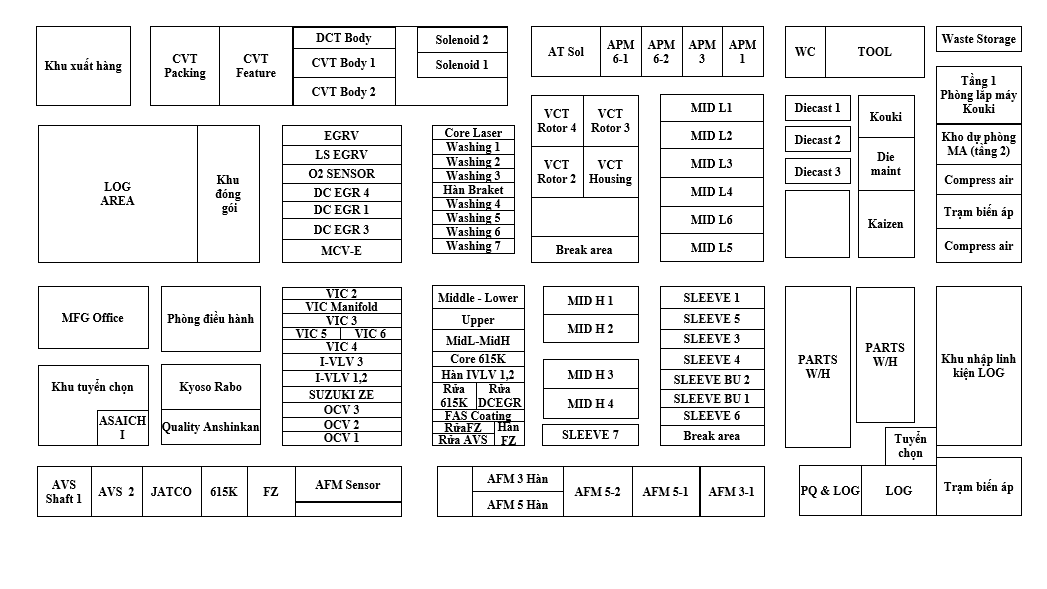 Khu xuất hàng
CVT
Packing
CVT
Feature
DCT Body
CVT Body 1
CVT Body 2
Solenoid 2
Solenoid 1
AT Sol
APM
6-1
APM
6-2
APM
3
APM
1
WC
TOOL
Waste Storage
Tầng 1
Phòng lắp máy
Kouki
Kho dự phòng
MA (tầng 2)
Compress air
Trạm biến áp
Compress air
LOG
AREA
Khu
đóng
gói
EGRV
LS EGRV
O2 SENSOR
DC EGR 4
DC EGR 1
DC EGR 3
MCV-E
Core Laser
Washing 1
Washing 2
Washing 3
Hàn Braket
Washing 4
Washing 5
Washing 6
Washing 7
VCT
Rotor 4
VCT
Rotor 3
VCT
Rotor 2
VCT
Housing
Break area
MID L1
MID L2
MID L3
MID L4
MID L6
MID L5
Diecast 1
Diecast 2
Diecast 3
Kouki
Die
maint
Kaizen
MFG Office
Phòng điều hành
Khu tuyển chọn
ASAICH
I
Kyoso Rabo
Quality Anshinkan
VIC 2
VIC Manifold
VIC 3
VIC 5
VIC 6
VIC 4
I-VLV 3
I-VLV 1,2
SUZUKI ZE
OCV 3
OCV 2
OCV 1
Middle - Lower
Upper
MidL-MidH
Core 615K
Hàn IVLV 1,2
Rửa
615K
Rửa
DCEGR
FAS Coating
RửaFZ
Rửa AVS
Hàn
FZ
MID H 1
MID H 2
MID H 3
MID H 4
SLEEVE 7
SLEEVE 1
SLEEVE 5
SLEEVE 3
SLEEVE 4
SLEEVE BU 2
SLEEVE BU 1
SLEEVE 6
Break area
PARTS
W/H
PARTS
W/H
Tuyển
chọn
Khu nhập linh
kiện LOG
AVS
Shaft 1
AVS  2
JATCO
615K
FZ
AFM Sensor
AFM 3 Hàn
AFM 5 Hàn
AFM 5-2
AFM 5-1
AFM 3-1
PQ & LOG
LOG
Trạm biến áp